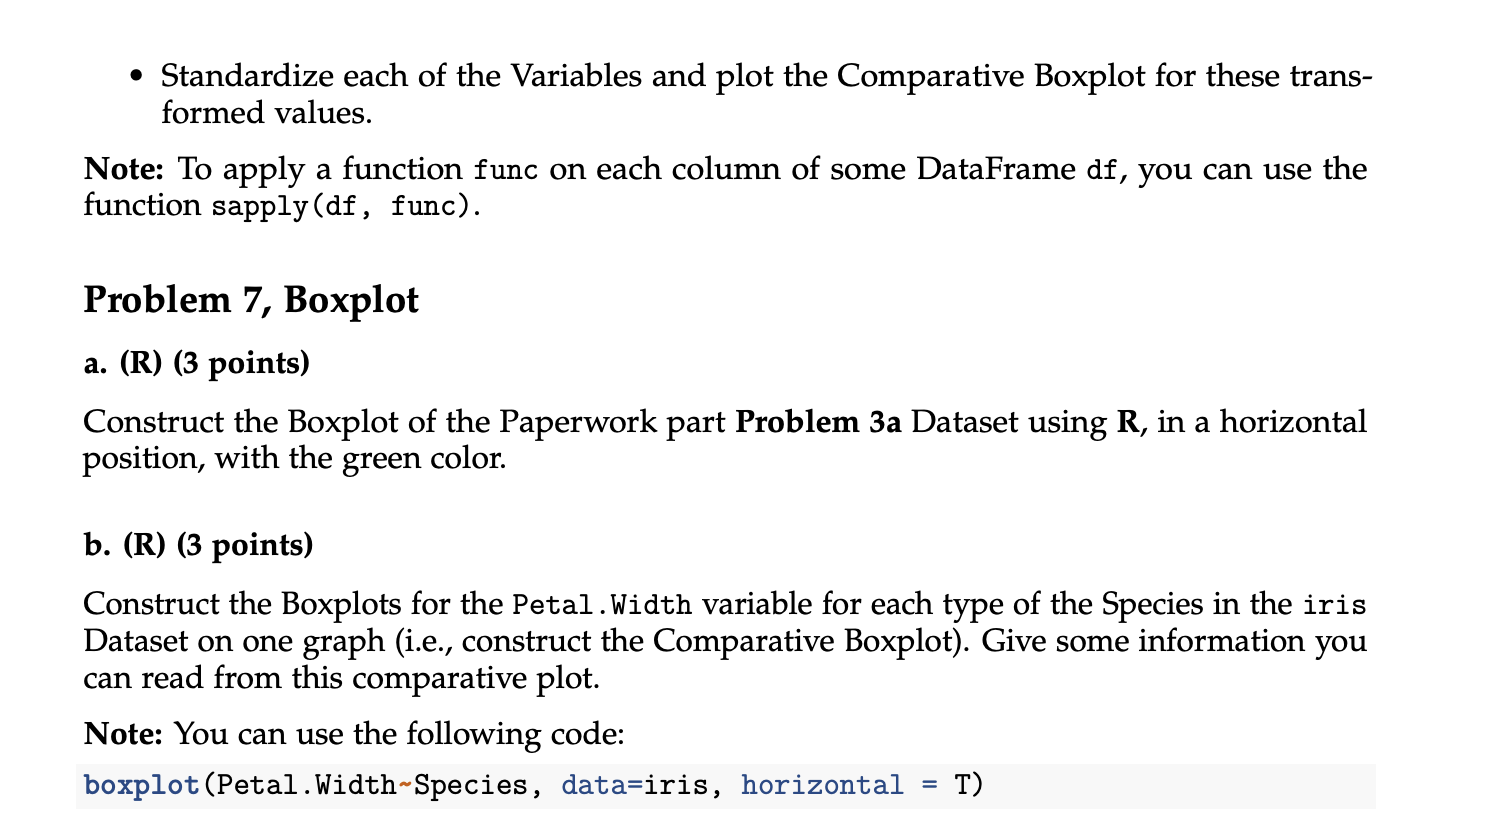 • Standardize each of the Variables and plot the Comparative Boxplot for these trans-
formed values.
Note: To apply a function func on each column of some DataFrame df, you can use the
function sapply(df, func).
Problem 7, Boxplot
a. (R) (3 points)
Construct the Boxplot of the Paperwork part Problem 3a Dataset using R, in a horizontal
position, with the green color.
b. (R) (3 points)
Construct the Boxplots for the Petal.Width variable for each type of the Species in the iris
Dataset on one graph (i.e., construct the Comparative Boxplot). Give some information you
can read from this comparative plot.
Note: You can use the following code:
boxplot(Petal.Width~Species, data=iris, horizontal = T)